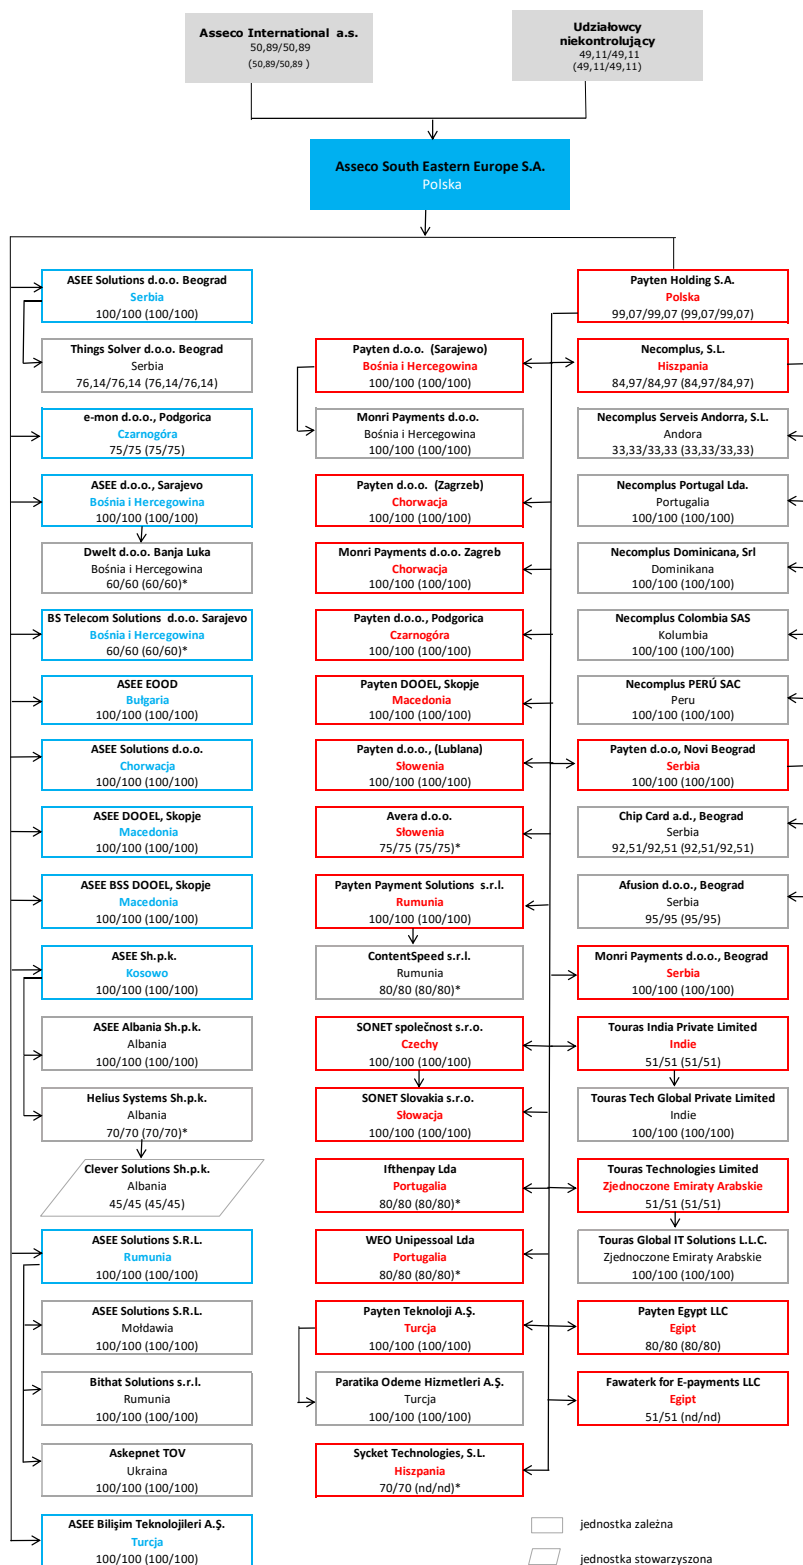 Asseco International a.s.
50,89/50,89
(50,89/50,89 )
Udziałowcy
niekontrolujący
49,11/49,11
(49,11/49,11)
Asseco South Eastern Europe S.A.
Polska
ASEE Solutions d.o.o. Beograd
Serbia
100/100 (100/100)
Things Solver d.o.o. Beograd
Serbia
76,14/76,14 (76,14/76,14)
e-mon d.o.o., Podgorica
Czarnogóra
75/75 (75/75)
ASEE d.o.o., Sarajevo
Bośnia i Hercegowina
100/100 (100/100)
Dwelt d.o.o. Banja Luka
Bośnia i Hercegowina
60/60 (60/60)*
BS Telecom Solutions d.o.o. Sarajevo
Bośnia i Hercegowina
60/60 (60/60)*
ASEE EOOD
Bułgaria
100/100 (100/100)
ASEE Solutions d.o.o.
Chorwacja
100/100 (100/100)
ASEE DOOEL, Skopje
Macedonia
100/100 (100/100)
ASEE BSS DOOEL, Skopje
Macedonia
100/100 (100/100)
ASEE Sh.p.k.
Kosowo
100/100 (100/100)
ASEE Albania Sh.p.k.
Albania
100/100 (100/100)
Helius Systems Sh.p.k.
Albania
70/70 (70/70)*
Clever Solutions Sh.p.k.
Albania
45/45 (45/45)
ASEE Solutions S.R.L.
Rumunia
100/100 (100/100)
ASEE Solutions S.R.L.
Mołdawia
100/100 (100/100)
Bithat Solutions s.r.l.
Rumunia
100/100 (100/100)
Askepnet TOV
Ukraina
100/100 (100/100)
ASEE Bilişim Teknolojileri A.Ş.
Turcja
100/100 (100/100)
Payten d.o.o. (Sarajewo)
Bośnia i Hercegowina
100/100 (100/100)
Monri Payments d.o.o.
Bośnia i Hercegowina
100/100 (100/100)
Payten d.o.o. (Zagrzeb)
Chorwacja
100/100 (100/100)
Monri Payments d.o.o. Zagreb
Chorwacja
100/100 (100/100)
Payten d.o.o., Podgorica
Czarnogóra
100/100 (100/100)
Payten DOOEL, Skopje
Macedonia
100/100 (100/100)
Payten d.o.o., (Lublana)
Słowenia
100/100 (100/100)
Avera d.o.o.
Słowenia
75/75 (75/75)*
Payten Payment Solutions s.r.l.
Rumunia
100/100 (100/100)
ContentSpeed s.r.l.
Rumunia
80/80 (80/80)*
SONET společnost s.r.o.
Czechy
100/100 (100/100)
SONET Slovakia s.r.o.
Słowacja
100/100 (100/100)
Ifthenpay Lda
Portugalia
80/80 (80/80)*
WEO Unipessoal Lda
Portugalia
80/80 (80/80)*
Payten Teknoloji A.Ş.
Turcja
100/100 (100/100)
Paratika Odeme Hizmetleri A.Ş.
Turcja
100/100 (100/100)
Sycket Technologies, S.L.
Hiszpania
70/70 (nd/nd)*
Payten Holding S.A.
Polska
99,07/99,07 (99,07/99,07)
Necomplus, S.L.
Hiszpania
84,97/84,97 (84,97/84,97)
Necomplus Serveis Andorra, S.L.
Andora
33,33/33,33 (33,33/33,33)
Necomplus Portugal Lda.
Portugalia
100/100 (100/100)
Necomplus Dominicana, Srl
Dominikana
100/100 (100/100)
Necomplus Colombia SAS
Kolumbia
100/100 (100/100)
Necomplus PERÚ SAC
Peru
100/100 (100/100)
Payten d.o.o, Novi Beograd
Serbia
100/100 (100/100)
Chip Card a.d., Beograd
Serbia
92,51/92,51 (92,51/92,51)
Afusion d.o.o., Beograd
Serbia
95/95 (95/95)
Monri Payments d.o.o., Beograd
Serbia
100/100 (100/100)
Touras India Private Limited
Indie
51/51 (51/51)
Touras Tech Global Private Limited
Indie
100/100 (100/100)
Touras Technologies Limited
Zjednoczone Emiraty Arabskie
51/51 (51/51)
Touras Global IT Solutions L.L.C.
Zjednoczone Emiraty Arabskie
100/100 (100/100)
Payten Egypt LLC
Egipt
80/80 (80/80)
Fawaterk for E-payments LLC
Egipt
51/51 (nd/nd)
jednostka zależna
jednostka stowarzyszona